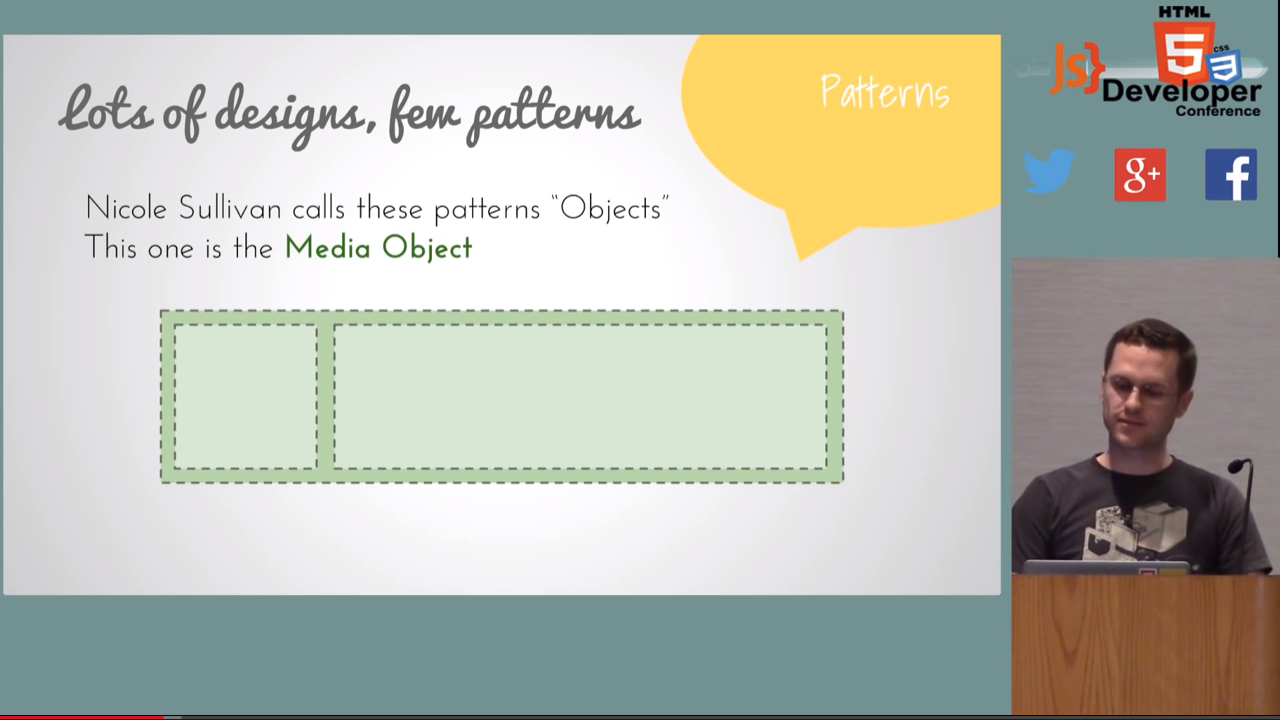 Lots of designs, few patterns
Patterns
Nicole Sullivan calls these patterns “Objects”
This one is the Media Object
HTML
JS}
5
CSS
3
Developer
Conference
g+
f